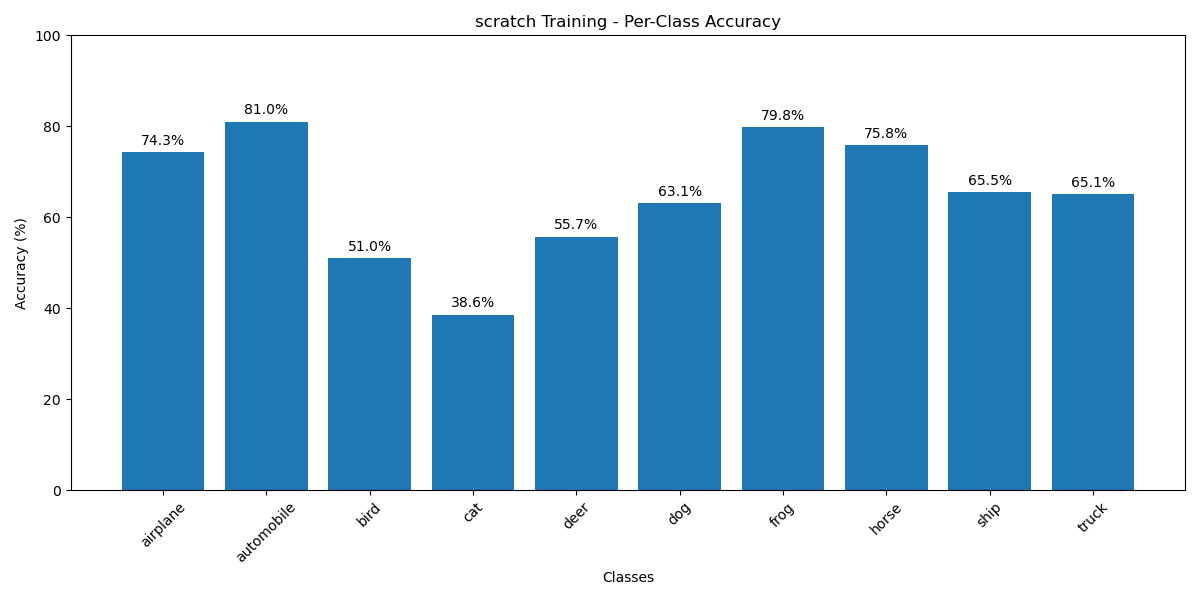 scratch Training - Per-Class Accuracy
100
80
60
40
20
0
Accuracy (%)
74.3%
81.0%
51.0%
38.6%
55.7%
63.1%
79.8%
75.8%
65.5%
65.1%
airplane
automobile
bird
cat
deer
dog
frog
horse
ship
truck
Classes